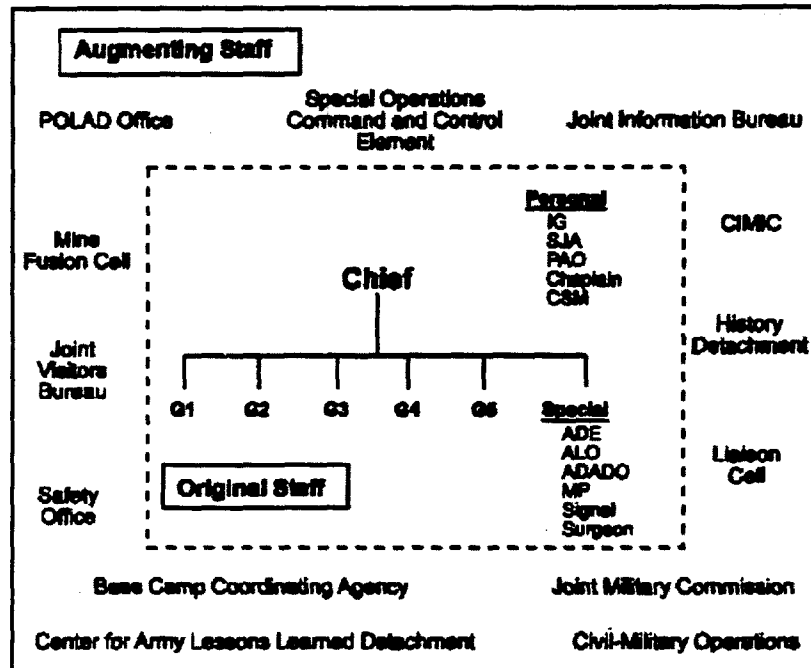 Augmenting Staff
POLAD Office
Special Operations
Command and Control
Element
Joint Information Bureau
Mine
Fusion Cell
Joint
Visitors
Bureau
Safety
Office
Personal
IG
SJA
PAO
Chaplain
CSM
Chief
G1 G2 G3 G4 G5
Special
ADE
ALO
ADADO
MP
Signal
Surgeon
Original Staff
CIMIC
History
Detachment
Liaison
Cell
Base Camp Coordinating Agency
Joint Military Commission
Center for Army Lessons Learned Detachment
Civil-Military Operations